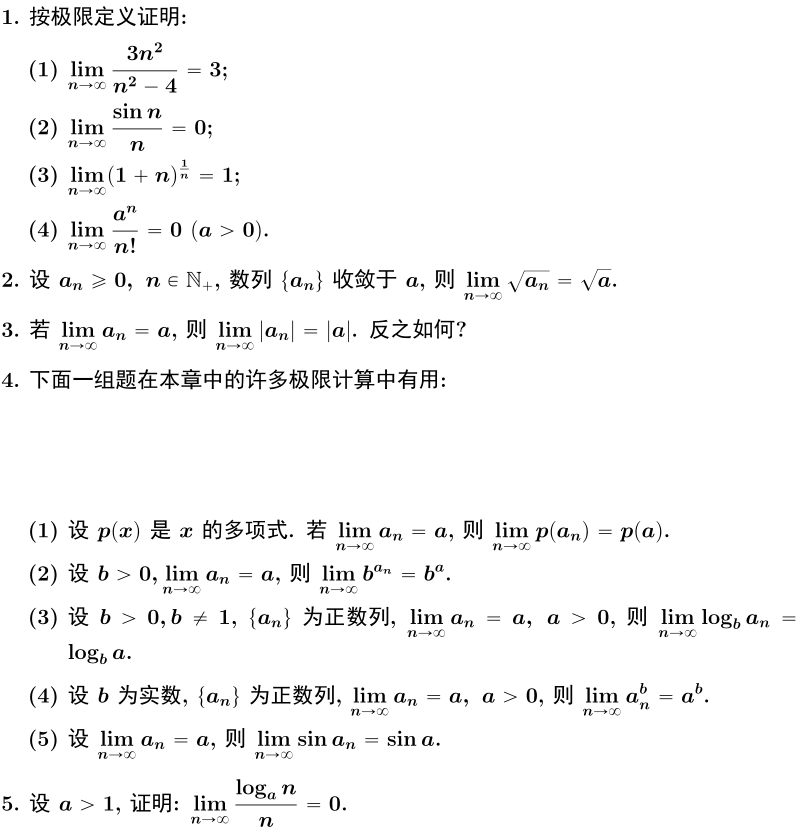 1. 按极限定义证明:
(1) $\lim\limits_{n\to\infty} \dfrac{3n^2}{n^2-4} = 3$;
(2) $\lim\limits_{n\to\infty} \dfrac{\sin n}{n} = 0$;
(3) $\lim\limits_{n\to\infty} (1+n)^{\frac{1}{n}} = 1$;
(4) $\lim\limits_{n\to\infty} \dfrac{a^n}{n!} = 0\ (a > 0)$.
2. 设 $a_n \geqslant 0,\ n \in \mathbb{N}_+$, 数列 $\{a_n\}$ 收敛于 $a$, 则 $\lim\limits_{n\to\infty} \sqrt{a_n} = \sqrt{a}$.
3. 若 $\lim\limits_{n\to\infty} a_n = a$, 则 $\lim\limits_{n\to\infty} |a_n| = |a|$. 反之如何?
4. 下面一组题在本章中的许多极限计算中有用:
(1) 设 $p(x)$ 是 $x$ 的多项式. 若 $\lim\limits_{n\to\infty} a_n = a$, 则 $\lim\limits_{n\to\infty} p(a_n) = p(a)$.
(2) 设 $b > 0, \lim\limits_{n\to\infty} a_n = a$, 则 $\lim\limits_{n\to\infty} b^{a_n} = b^a$.
(3) 设 $b > 0, b \neq 1$, $\{a_n\}$ 为正数列, $\lim\limits_{n\to\infty} a_n = a,\ a > 0$, 则 $\lim\limits_{n\to\infty} \log_b a_n =$
$\log_b a$.
(4) 设 $b$ 为实数, $\{a_n\}$ 为正数列, $\lim\limits_{n\to\infty} a_n = a,\ a > 0$, 则 $\lim\limits_{n\to\infty} a_n^b = a^b$.
(5) 设 $\lim\limits_{n\to\infty} a_n = a$, 则 $\lim\limits_{n\to\infty} \sin a_n = \sin a$.
5. 设 $a > 1$, 证明: $\lim\limits_{n\to\infty} \dfrac{\log_a n}{n} = 0$.